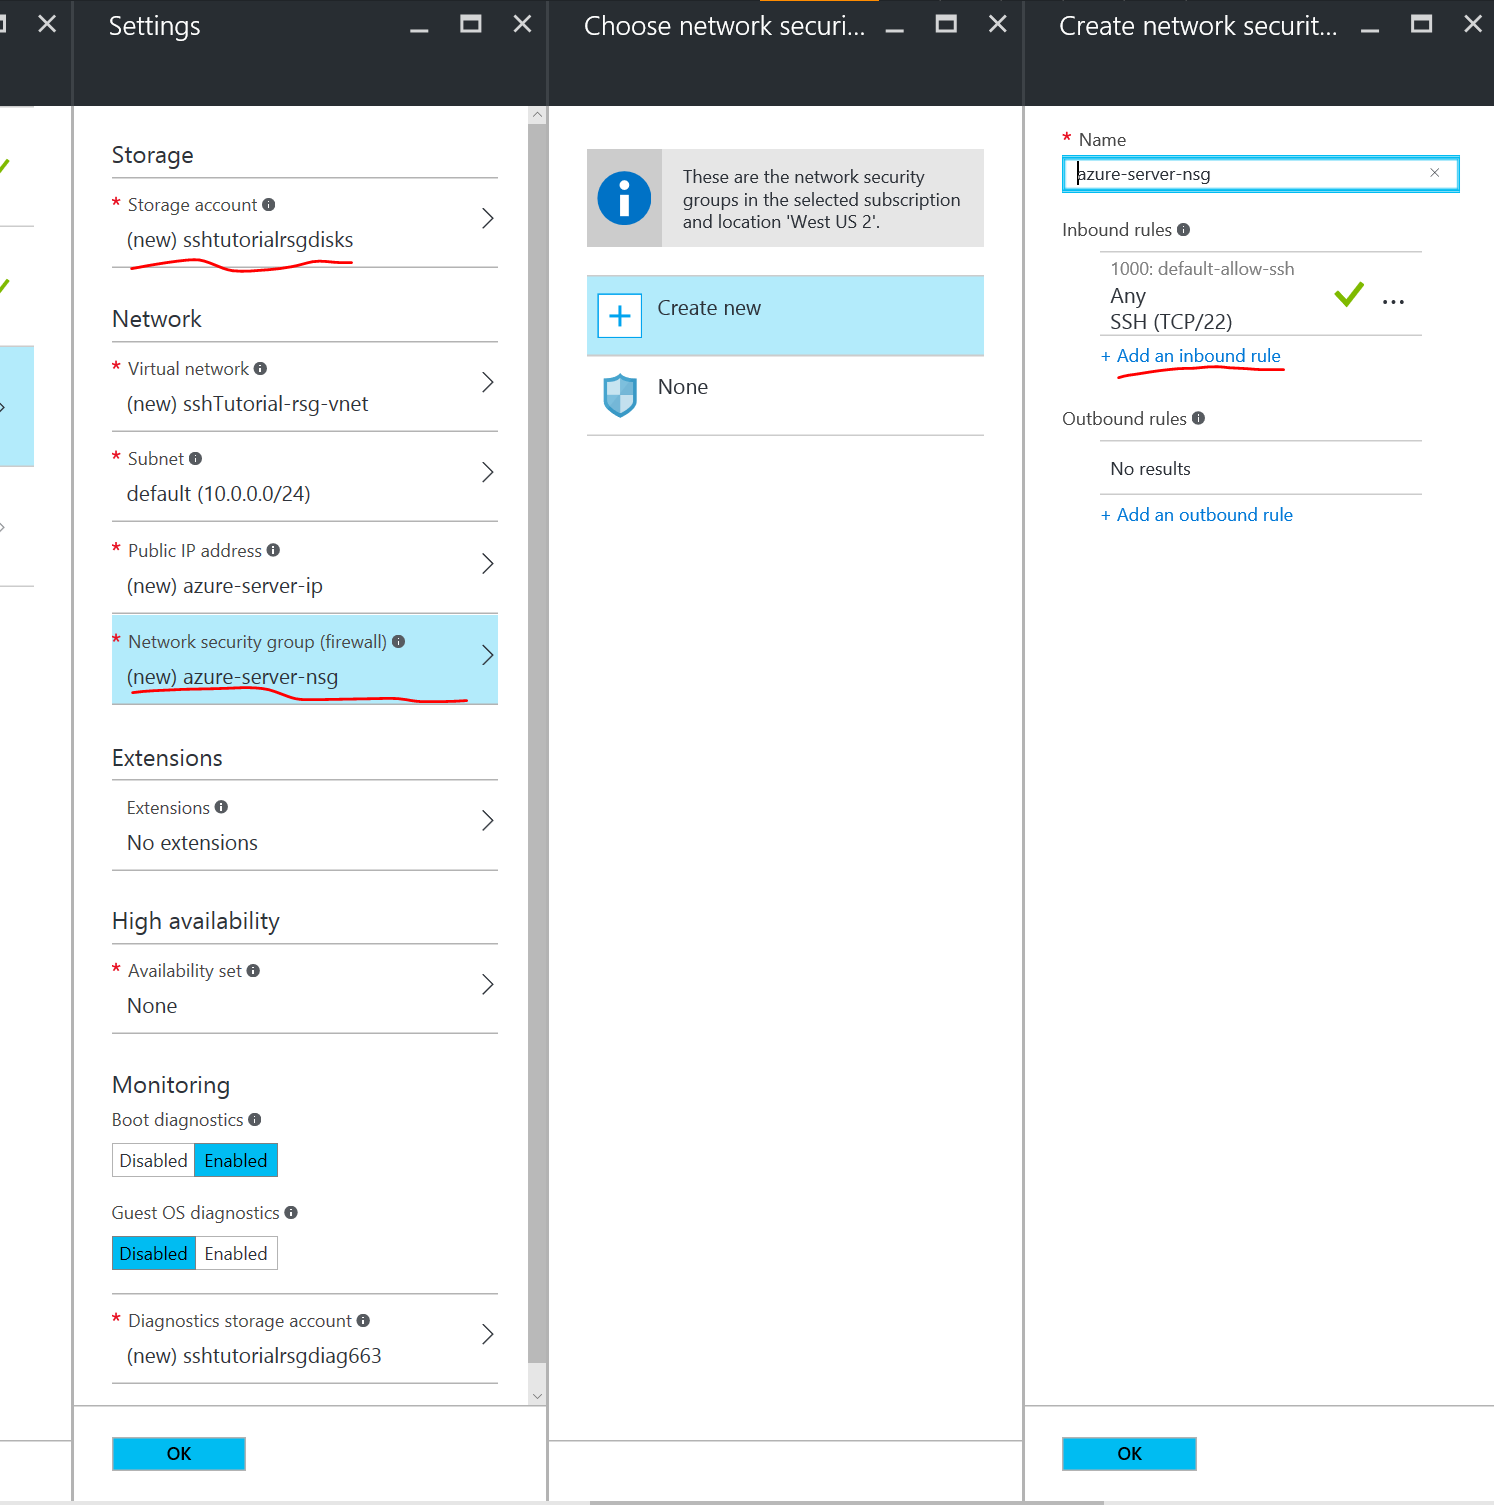 Settings
Storage
* Storage account
(new) sshtutorialrsgdisks
Network
* Virtual network
(new) sshTutorial-rsg-vnet
* Subnet
default (10.0.0.0/24)
* Public IP address
(new) azure-server-ip
* Network security group (firewall)
(new) azure-server-nsg
Extensions
Extensions
No extensions
High availability
* Availability set
None
Monitoring
Boot diagnostics
Disabled Enabled
Guest OS diagnostics
Disabled Enabled
* Diagnostics storage account
(new) sshtutorialrsgdiag663
OK
Choose network securi...
These are the network security
groups in the selected subscription
and location 'West US 2'.
Create new
None
Create network securit...
* Name
azure-server-nsg
Inbound rules
1000: default-allow-ssh
Any
SSH (TCP/22)
+ Add an inbound rule
Outbound rules
No results
+ Add an outbound rule
OK